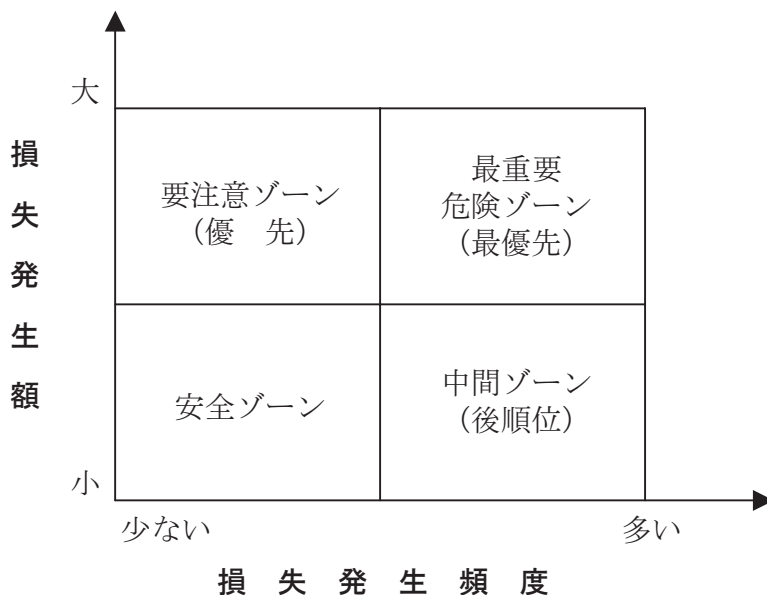 大
損失発生額
要注意ゾーン
（優　先）
最重要
危険ゾーン
（最優先）
安全ゾーン
中間ゾーン
（後順位）
小
少ない
多い
損失発生頻度